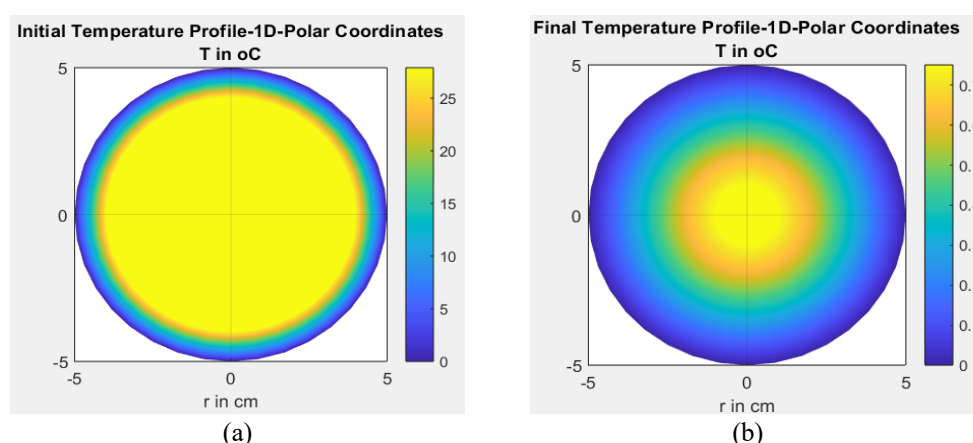 Initial Temperature Profile-1D-Polar Coordinates
T in oC
5
0
-5
-5 0 5
r in cm
25
20
15
10
5
0
(a)
Final Temperature Profile-1D-Polar Coordinates
T in oC
5
0
-5
-5 0 5
r in cm
0
(b)